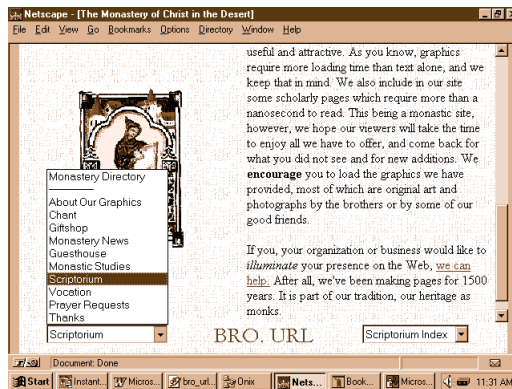 Netscape - [The Monastery of Christ in the Desert]
File Edit View Go Bookmarks Options Directory Window Help
useful and attractive. As you know, graphics
require more loading time than text alone, and we
keep that in mind. We also include in our site
some scholarly pages which require more than a
nanosecond to read. This being a monastic site,
however, we hope our viewers will take the time
to enjoy all we have to offer, and come back for
what you did not see and for new additions. We
encourage you to load the graphics we have
provided, most of which are original art and
photographs by the brothers or by some of our
good friends.
If you, your organization or business would like to
illuminate your presence on the Web, we can
help. After all, we've been making pages for 1500
years. It is part of our tradition, our heritage as
monks.
Monastery Directory
About Our Graphics
Chant
Giftshop
Monastery News
Guesthouse
Monastic Studies
Scriptorium
Vocation
Prayer Requests
Thanks
Scriptorium
BRO. URL
Scriptorium Index
Document: Done
Start Instant... Micros... bro_url... Onix Nets... Book... Micros... 11:31 AM